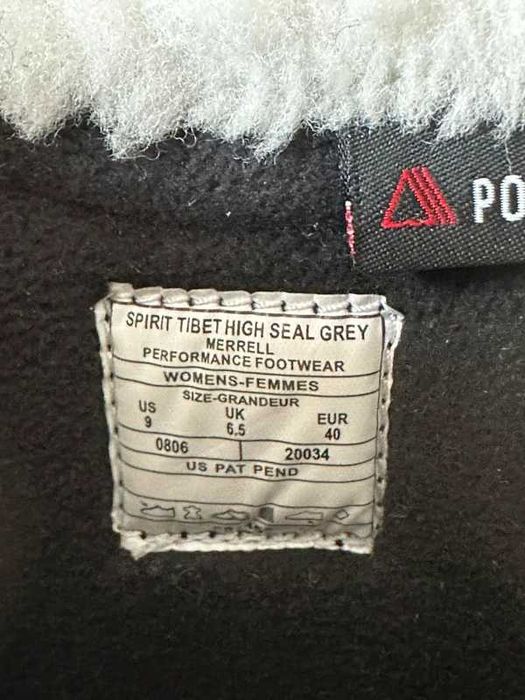 PO
SPIRIT TIBET HIGH SEAL GREY
MERRELL
PERFORMANCE FOOTWEAR
WOMENS-FEMMES
SIZE-GRANDEUR
US UK EUR
9 6.5 40
0806 20034
US PAT PEND